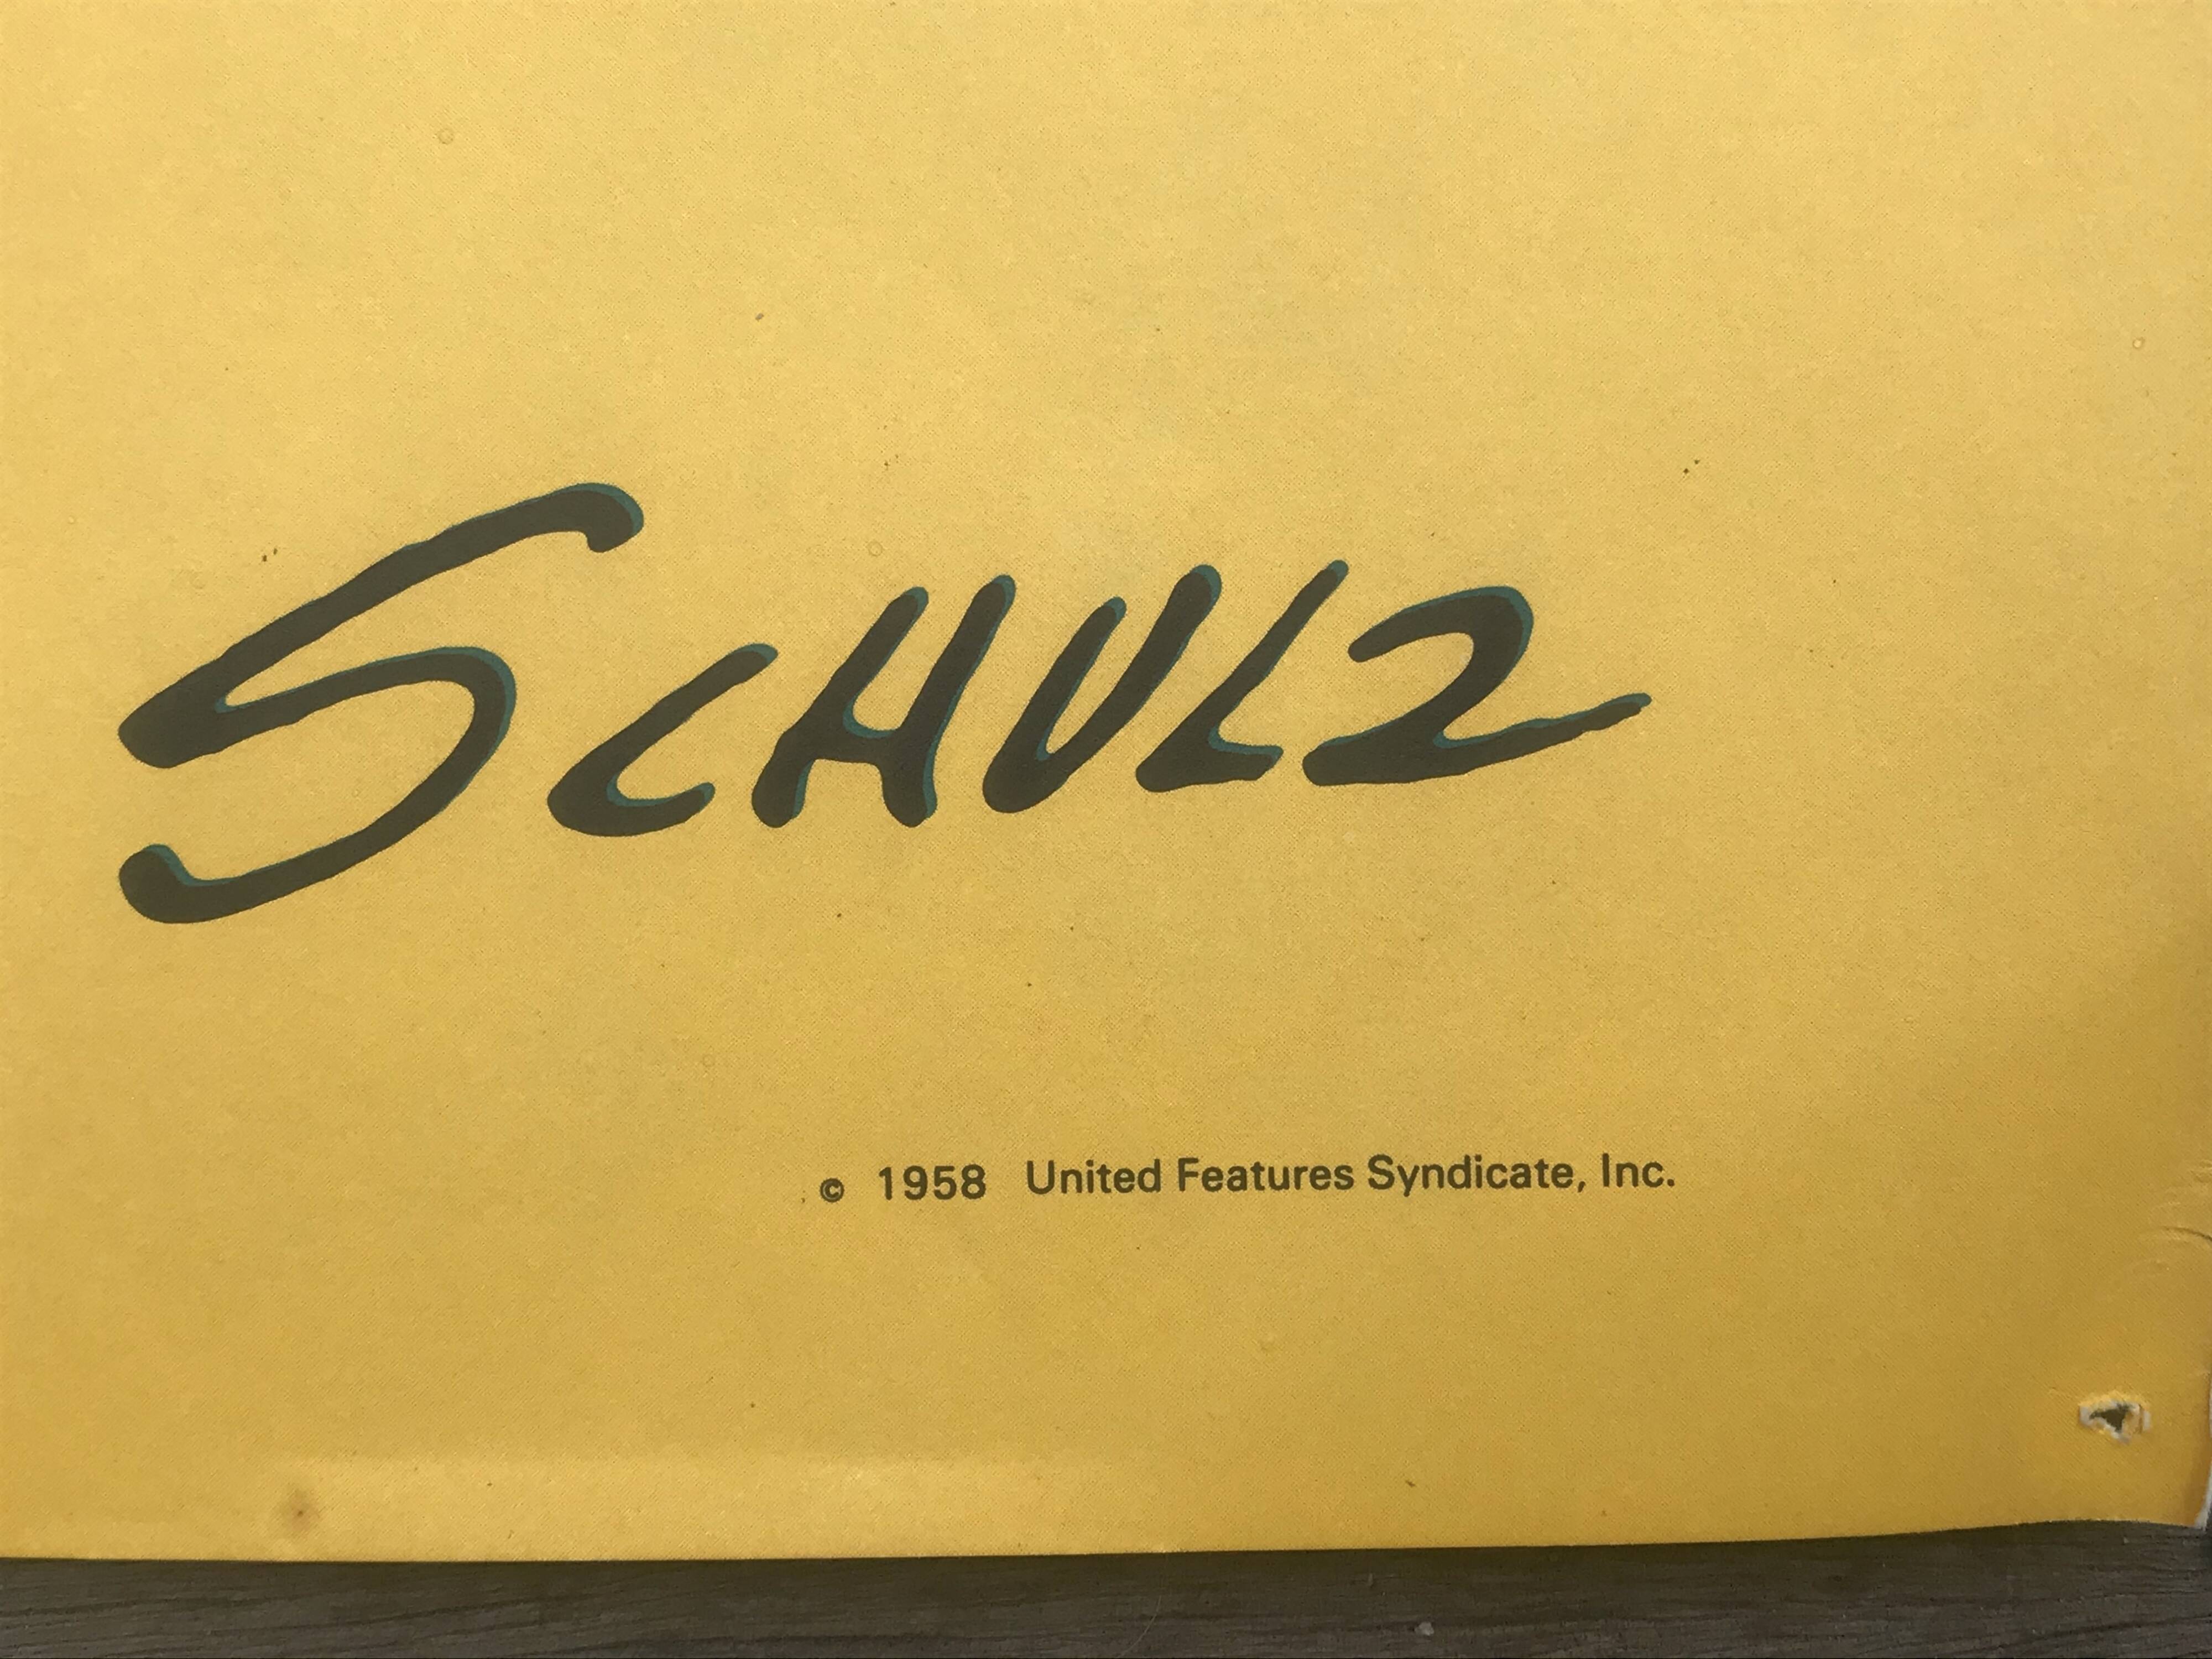 SCHULZ
© 1958 United Features Syndicate, Inc.